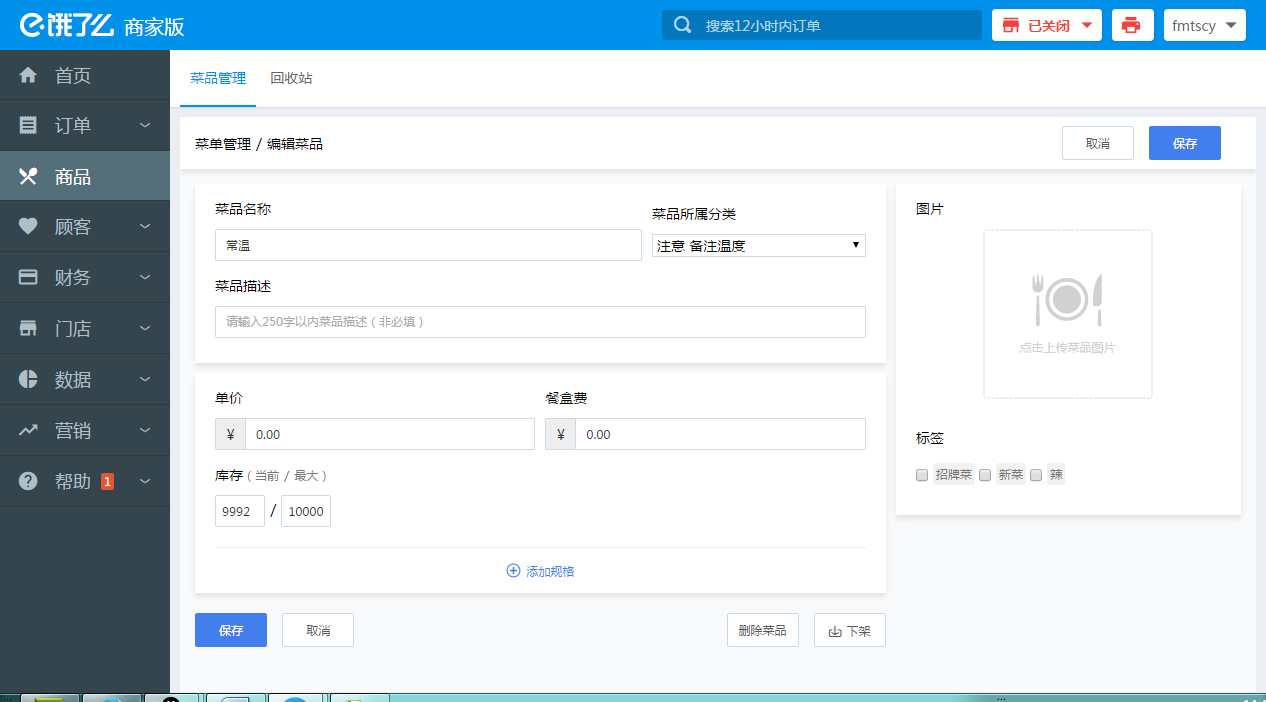 饿了么 商家版
搜索12小时内订单
已关闭
fmtscy
首页
订单
商品
顾客
财务
门店
数据
营销
帮助 1
菜品管理 回收站
菜单管理 / 编辑菜品
取消 保存
菜品名称
常温
菜品所属分类
注意 备注温度
菜品描述
请输入250字以内菜品描述(非必填)
单价
¥ 0.00
餐盒费
¥ 0.00
库存(当前 / 最大)
9992 / 10000
添加规格
保存 取消 删除菜品 下架
图片
点击上传菜品图片
标签
招牌菜 新菜 辣